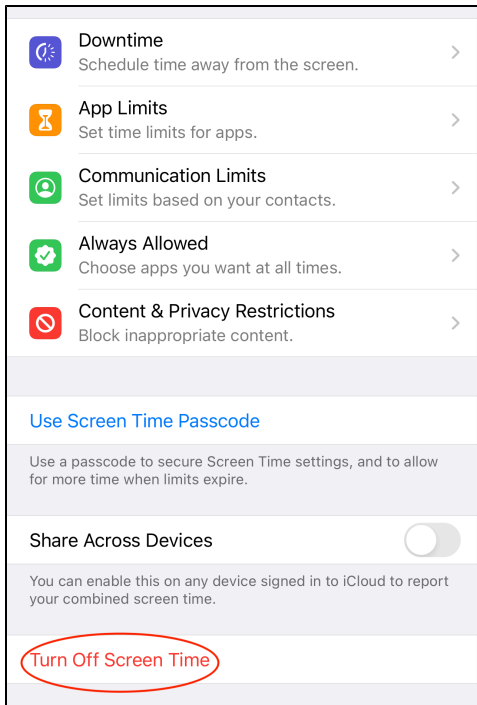 Downtime
Schedule time away from the screen.
App Limits
Set time limits for apps.
Communication Limits
Set limits based on your contacts.
Always Allowed
Choose apps you want at all times.
Content & Privacy Restrictions
Block inappropriate content.
Use Screen Time Passcode
Use a passcode to secure Screen Time settings, and to allow
for more time when limits expire.
Share Across Devices
You can enable this on any device signed in to iCloud to report
your combined screen time.
Turn Off Screen Time